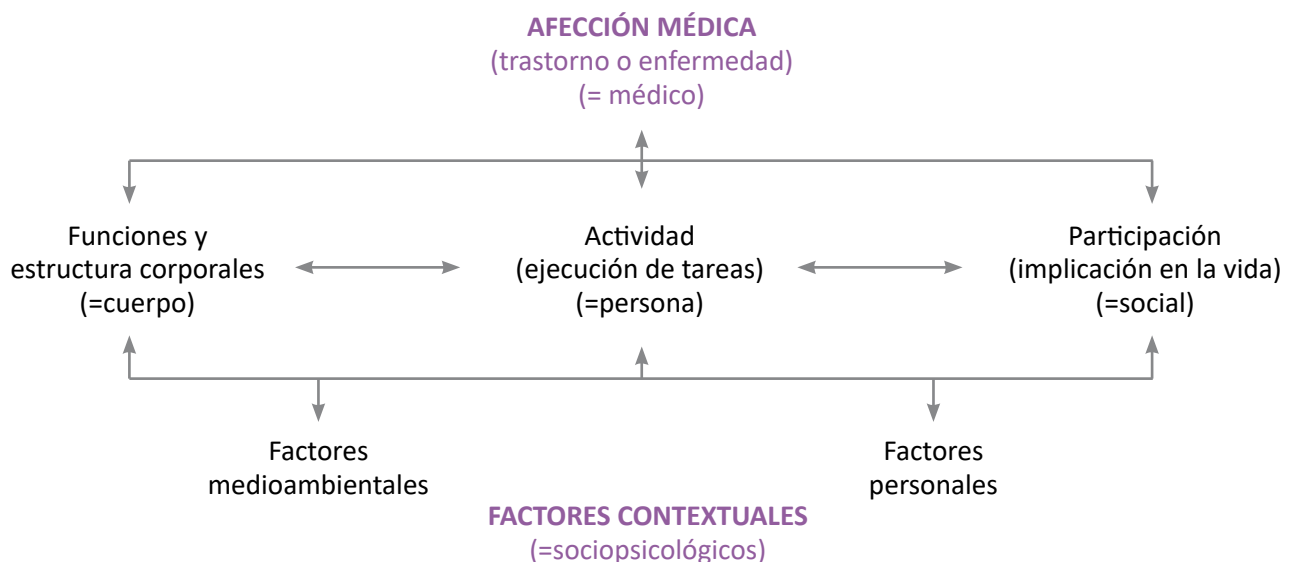 AFECCIÓN MÉDICA
(trastorno o enfermedad)
(= médico)
Funciones y
estructura corporales
(=cuerpo)
Actividad
(ejecución de tareas)
(=persona)
Participación
(implicación en la vida)
(=social)
Factores
medioambientales
Factores
personales
FACTORES CONTEXTUALES
(=sociopsicológicos)